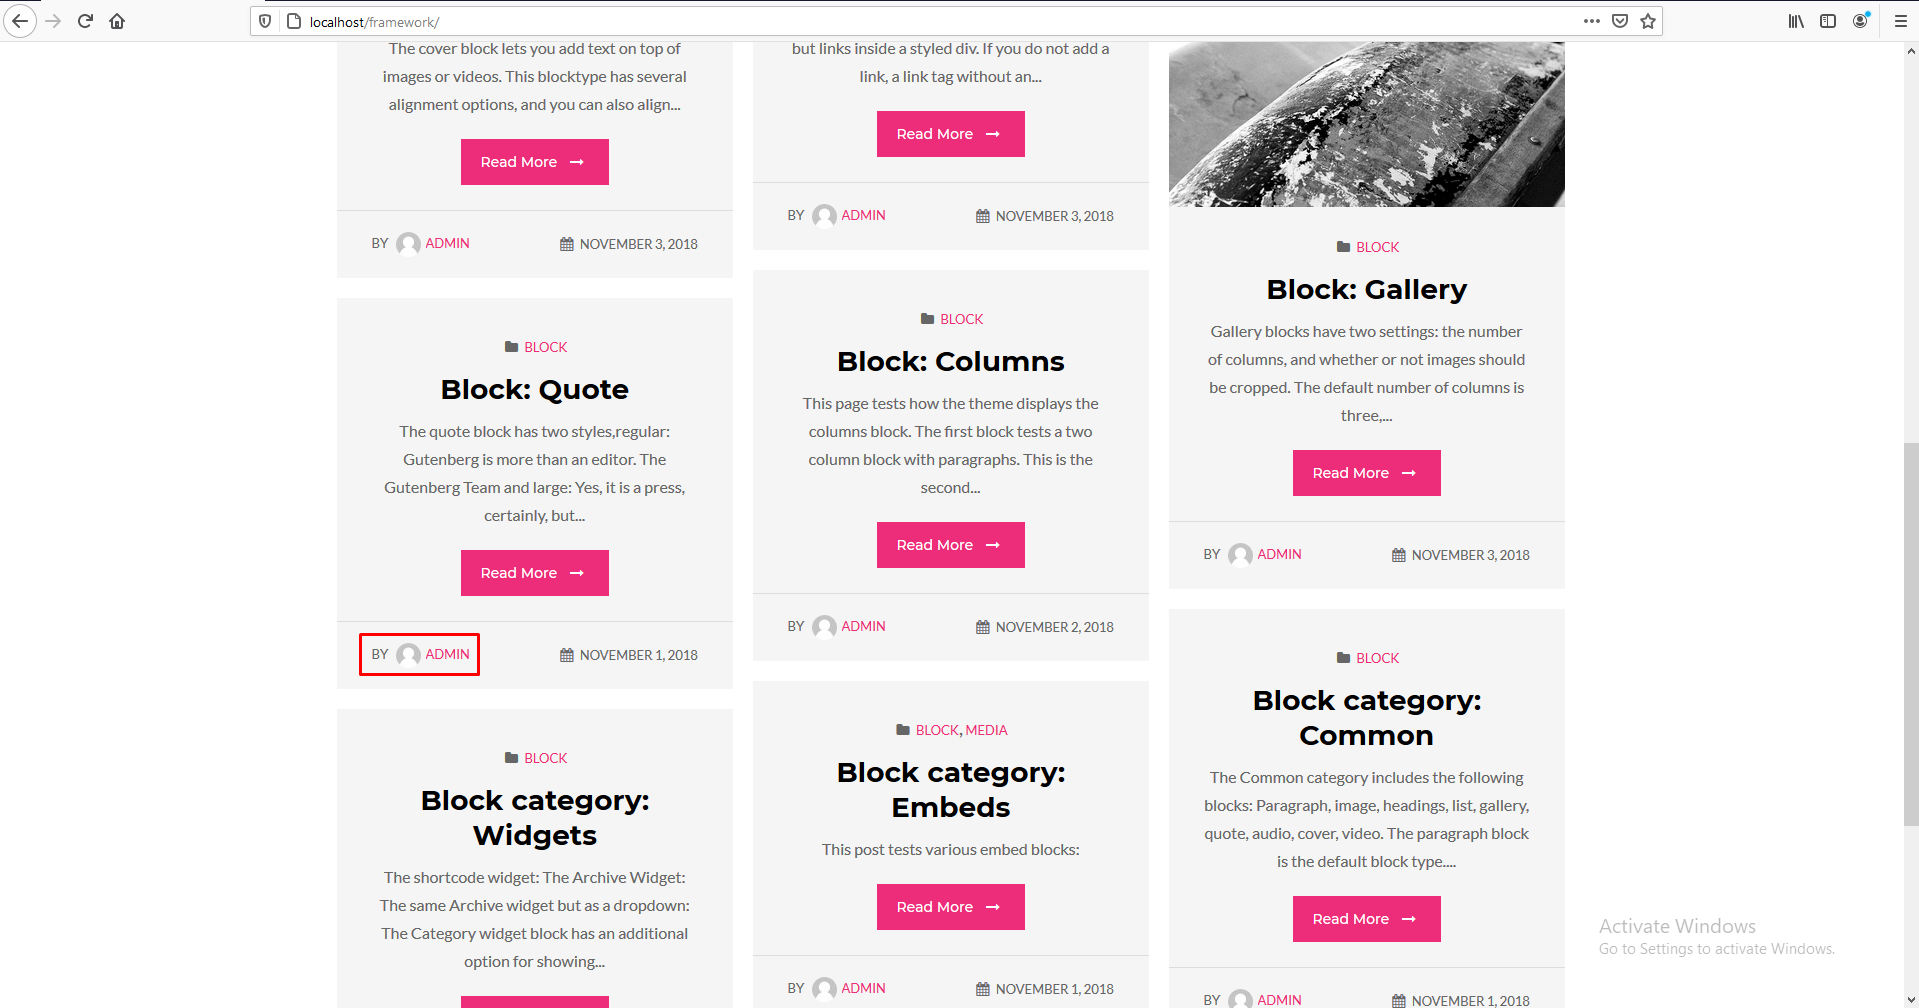 localhost/framework/
The cover block lets you add text on top of
images or videos. This blocktype has several
alignment options, and you can also align...
Read More
BY ADMIN
NOVEMBER 3, 2018
BLOCK
Block: Quote
The quote block has two styles,regular:
Gutenberg is more than an editor. The
Gutenberg Team and large: Yes, it is a press,
certainly, but...
Read More
BY ADMIN
NOVEMBER 1, 2018
BLOCK
Block category:
Widgets
The shortcode widget: The Archive Widget:
The same Archive widget but as a dropdown:
The Category widget block has an additional
option for showing...
but links inside a styled div. If you do not add a
link, a link tag without an...
Read More
BY ADMIN
NOVEMBER 3, 2018
BLOCK
Block: Columns
This page tests how the theme displays the
columns block. The first block tests a two
column block with paragraphs. This is the
second...
Read More
BY ADMIN
NOVEMBER 2, 2018
BLOCK, MEDIA
Block category:
Embeds
This post tests various embed blocks:
Read More
BY ADMIN
NOVEMBER 1, 2018
BLOCK
Block: Gallery
Gallery blocks have two settings: the number
of columns, and whether or not images should
be cropped. The default number of columns is
three,...
Read More
BY ADMIN
NOVEMBER 3, 2018
BLOCK
Block category:
Common
The Common category includes the following
blocks: Paragraph, image, headings, list, gallery,
quote, audio, cover, video. The paragraph block
is the default block type....
Read More
BY ADMIN
NOVEMBER 1, 2018
Activate Windows
Go to Settings to activate Windows.